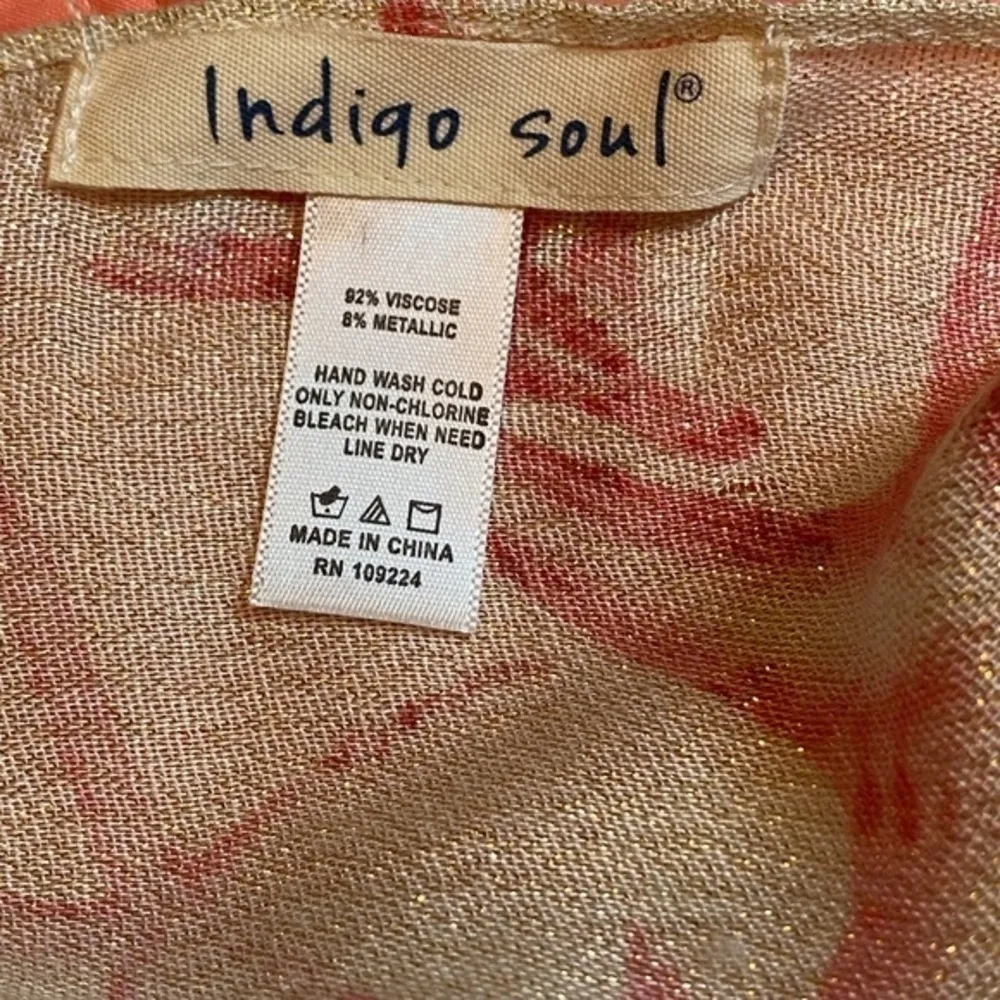 Indigo soul®
92% VISCOSE
8% METALLIC
HAND WASH COLD
ONLY NON-CHLORINE
BLEACH WHEN NEED
LINE DRY
MADE IN CHINA
RN 109224